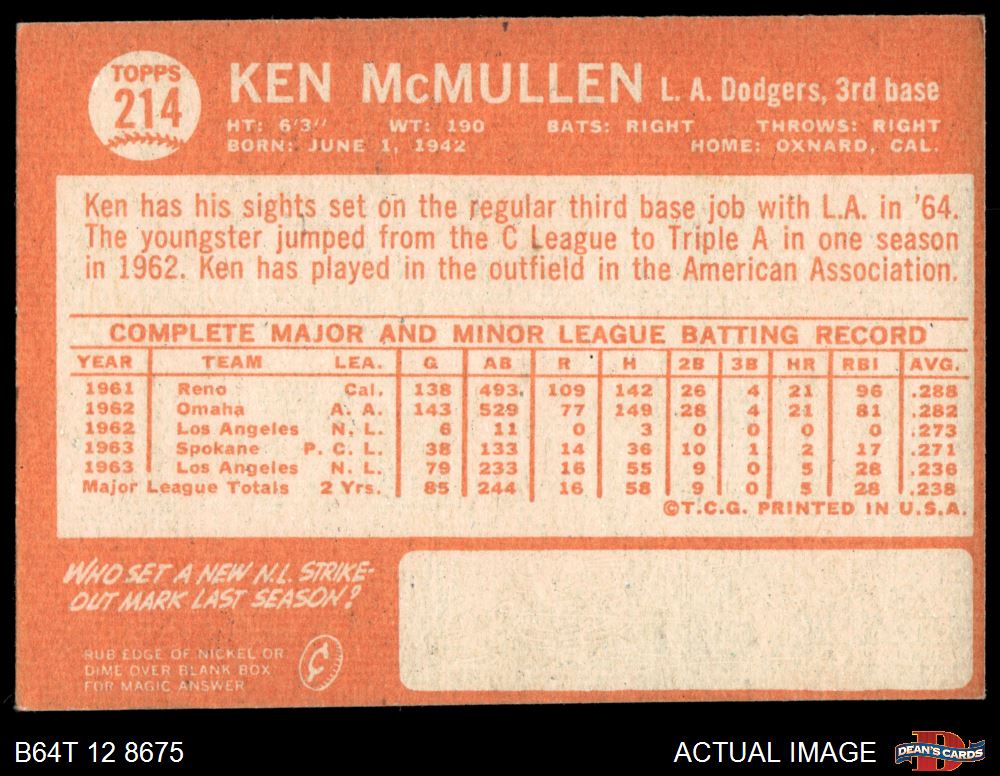 TOPPS
214
KEN McMULLEN L. A. Dodgers, 3rd base
HT: 6'3" WT: 190 BATS: RIGHT THROWS: RIGHT
BORN: JUNE 1, 1942 HOME: OXNARD, CAL.
Ken has his sights set on the regular third base job with L.A. in '64.
The youngster jumped from the C League to Triple A in one season
in 1962. Ken has played in the outfield in the American Association.
COMPLETE MAJOR AND MINOR LEAGUE BATTING RECORD
YEAR TEAM LEA. G AB R H 2B 3B HR RBI AVG.
1961 Reno Cal. 138 493 109 142 26 4 21 96 .288
1962 Omaha A. A. 143 529 77 149 28 4 21 81 .282
1962 Los Angeles N. L. 6 11 0 3 0 0 0 0 .273
1963 Spokane P. C. L. 38 133 14 36 10 1 2 17 .271
1963 Los Angeles N. L. 79 233 16 55 9 0 5 28 .236
Major League Totals 2 Yrs. 85 244 16 58 9 0 5 28 .238
©T.C.G. PRINTED IN U.S.A.
WHO SET A NEW N.L. STRIKE-
OUT MARK LAST SEASON?
RUB EDGE OF NICKEL OR
DIME OVER BLANK BOX
FOR MAGIC ANSWER
¢
B64T 12 8675 ACTUAL IMAGE D DEAN'S CARDS